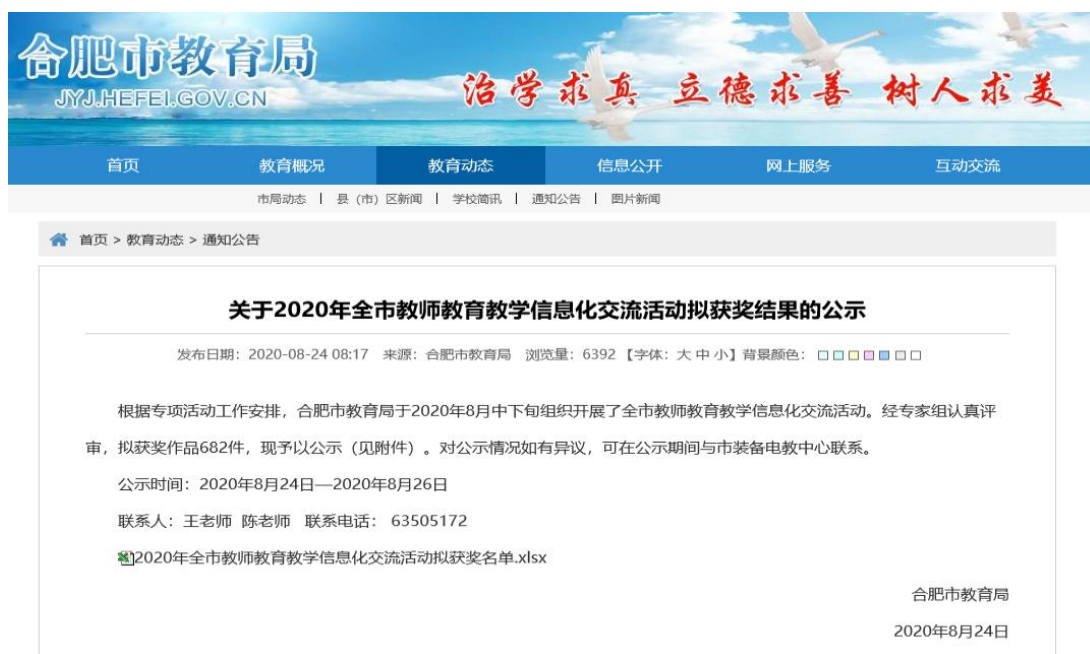 合肥市教育局
JYJ.HEFEI.GOV.CN
治学求真 立德求善 树人求美
首页 教育概况 教育动态 信息公开 网上服务 互动交流
市局动态 | 县（市）区新闻 | 学校简讯 | 通知公告 | 图片新闻
首页 > 教育动态 > 通知公告
关于2020年全市教师教育教学信息化交流活动拟获奖结果的公示
发布日期：2020-08-24 08:17 来源：合肥市教育局 浏览量：6392 【字体：大 中 小】背景颜色：
根据专项活动工作安排，合肥市教育局于2020年8月中下旬组织开展了全市教师教育教学信息化交流活动。经专家组认真评
审，拟获奖作品682件，现予以公示（见附件）。对公示情况如有异议，可在公示期间与市装备电教中心联系。
公示时间：2020年8月24日—2020年8月26日
联系人：王老师 陈老师 联系电话： 63505172
2020年全市教师教育教学信息化交流活动拟获奖名单.xlsx
合肥市教育局
2020年8月24日